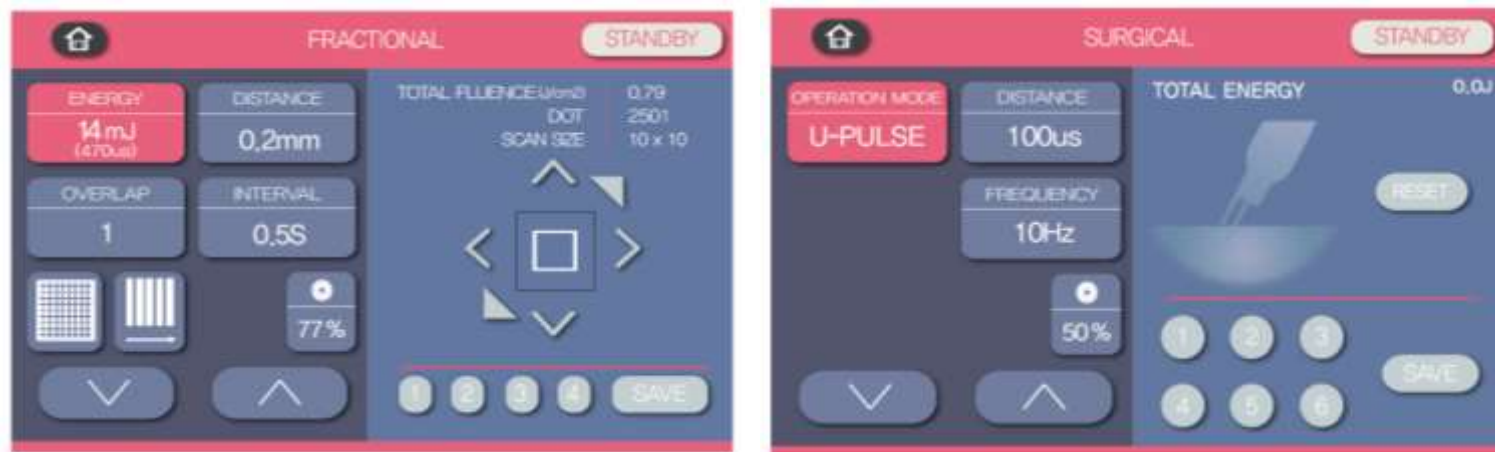 FRACTIONAL
STANDBY
ENERGY
14mJ
(470us)
DISTANCE
0.2mm
OVERLAP
1
INTERVAL
0.5S
77%
TOTAL FLUENCE(J/cm2) 0.79
DOT 2501
SCAN SIZE 10 x 10
1 2 3 4 SAVE
SURGICAL
STANDBY
OPERATION MODE
U-PULSE
DISTANCE
100us
FREQUENCY
10Hz
50%
TOTAL ENERGY 0.0J
RESET
1 2 3
SAVE
4 5 6